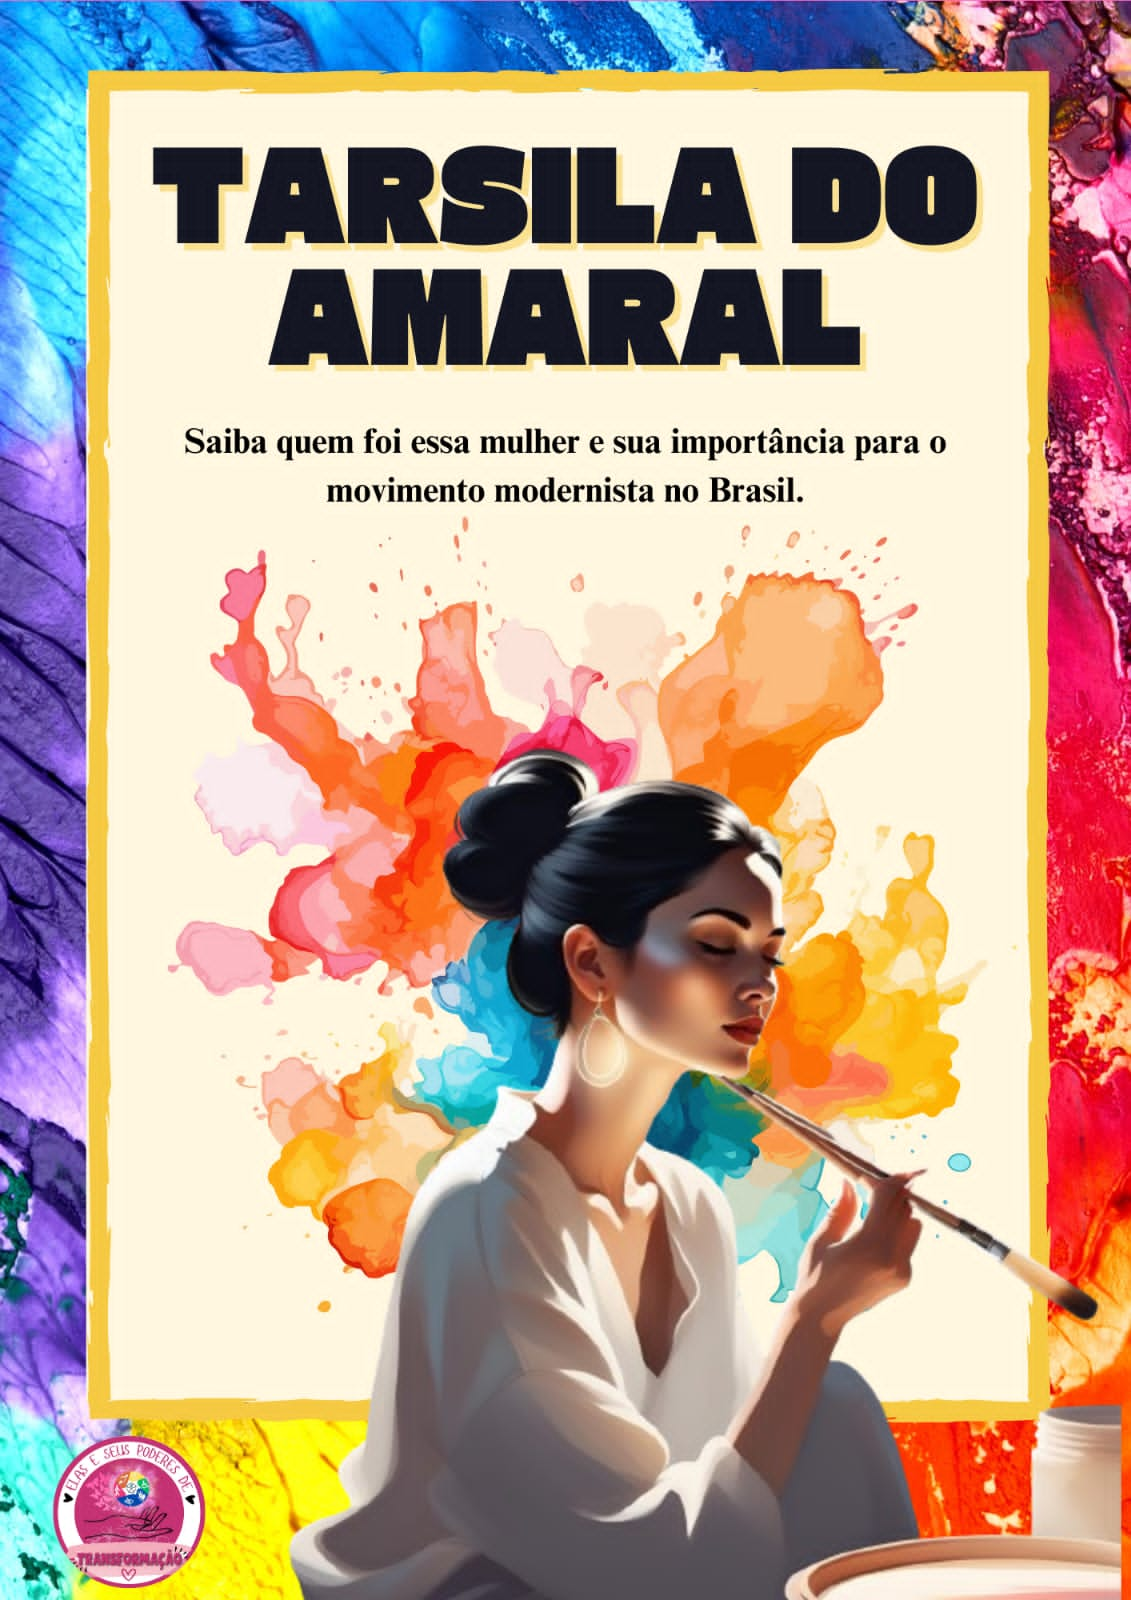 TARSILA DO
AMARAL
Saiba quem foi essa mulher e sua importância para o
movimento modernista no Brasil.
ELAS E SEUS PODERES DE
TRANSFORMAÇÃO